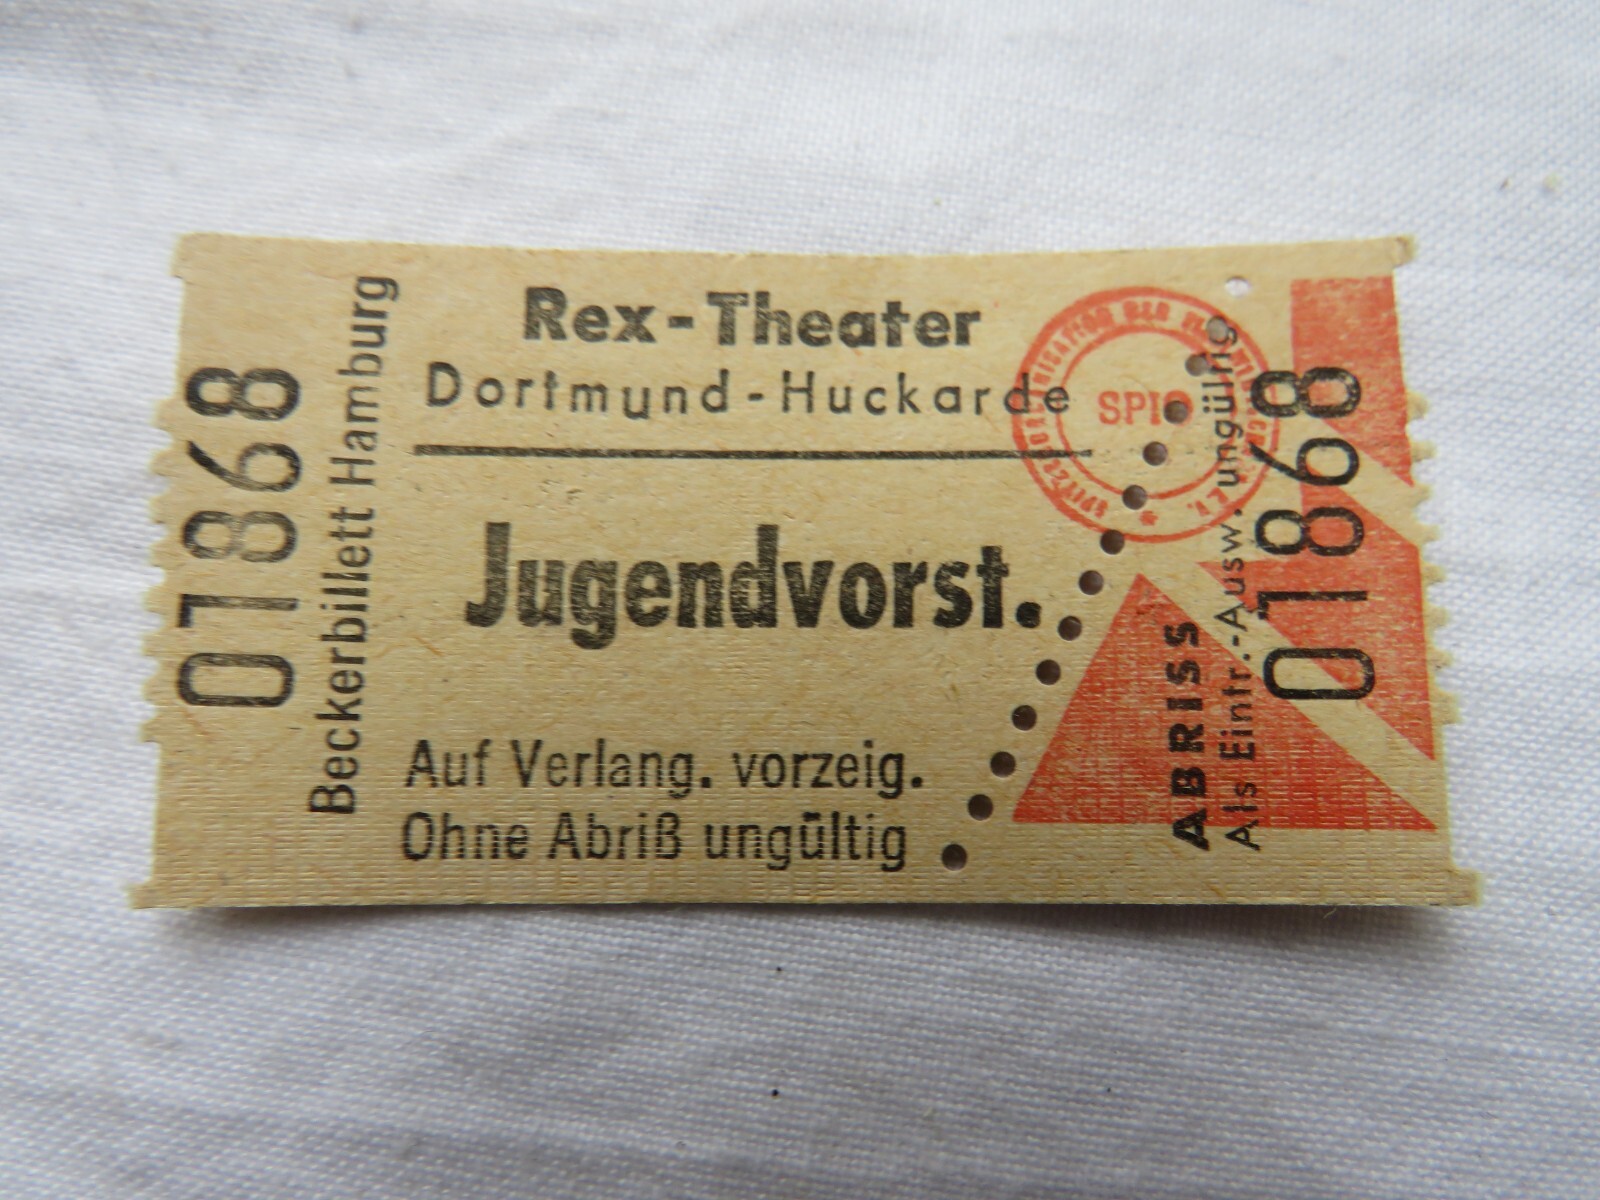 01868
Beckerbillett Hamburg
Rex-Theater
Dortmund-Huckarde
Jugendvorst.
Auf Verlang. vorzeig.
Ohne Abriß ungültig
SPIO
ABRISS
Als Eintr.-Ausw. ungültig
01868